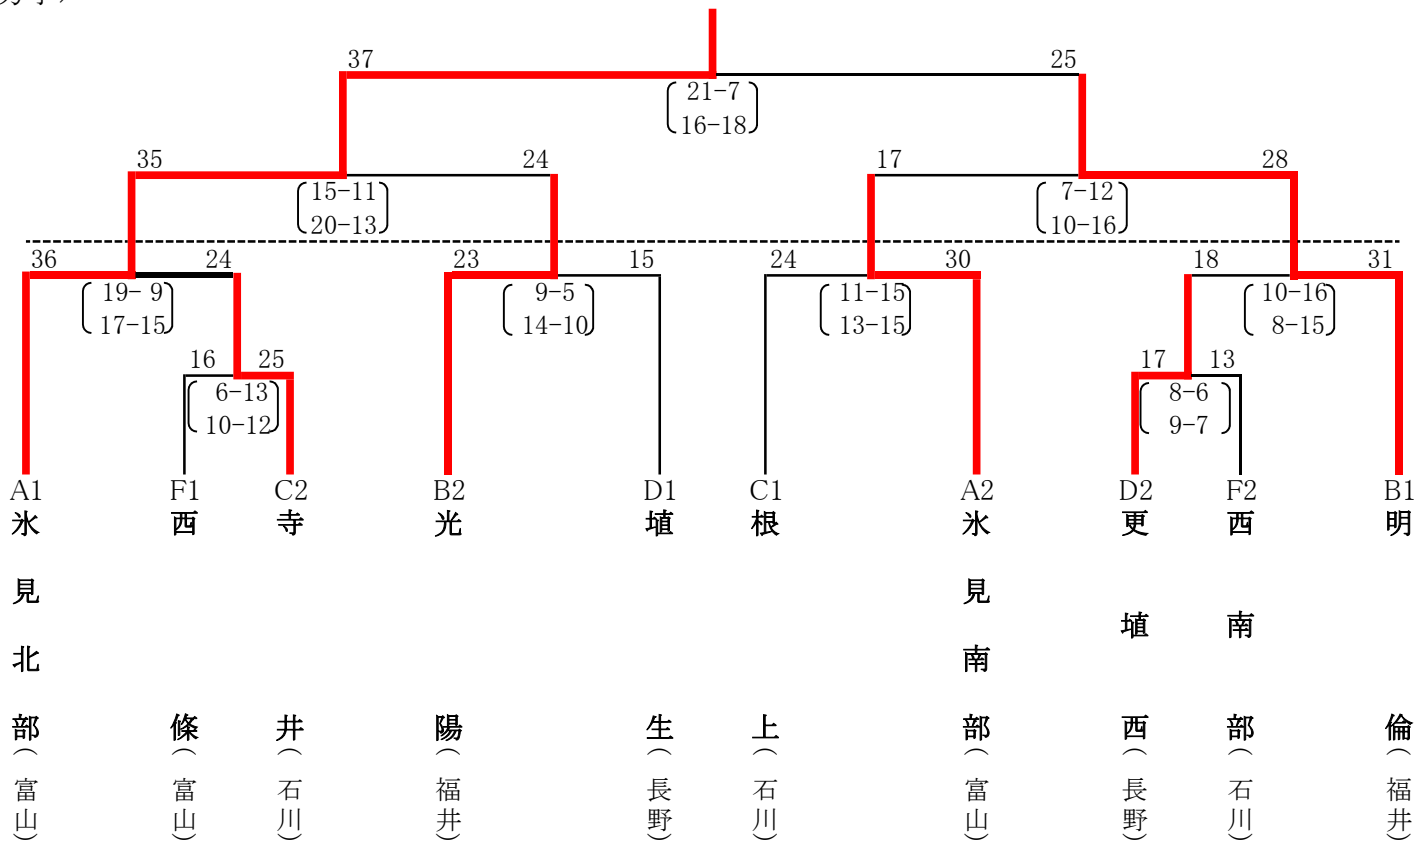 37 25
21-7
16-18
35 24 17 28
15-11 7-12
20-13 10-16
36 24 23 15 24 30 18 31
19- 9 9-5 11-15 10-16
17-15 14-10 13-15 8-15
16 25 17 13
6-13 8-6
10-12 9-7
A1 F1 C2 B2 D1 C1 A2 D2 F2 B1
氷見北部(富山)
西條(富山)
寺井(石川)
光陽(福井)
埴生(長野)
根上(石川)
氷見南部(富山)
更埴西(長野)
西南部(石川)
明倫(福井)